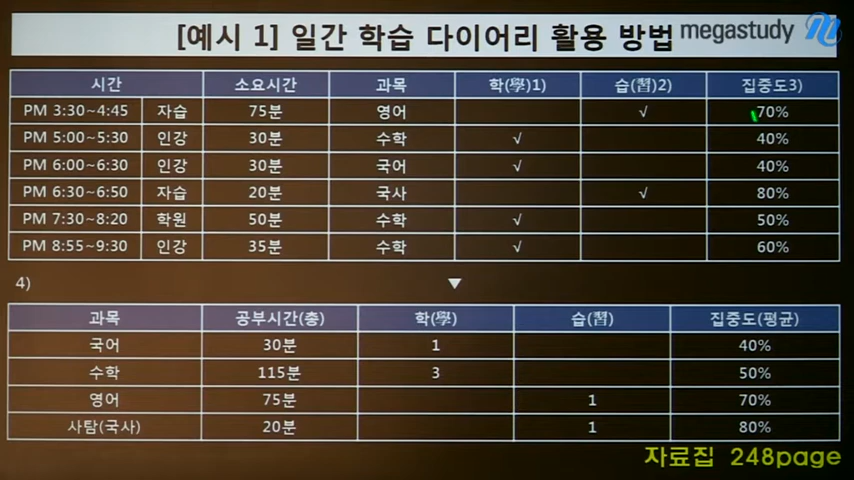 [예시 1] 일간 학습 다이어리 활용 방법 megastudy
시간 소요시간 과목 학(學)1) 습(習)2) 집중도3)
PM 3:30~4:45 자습 75분 영어 √ 70%
PM 5:00~5:30 인강 30분 수학 √ 40%
PM 6:00~6:30 인강 30분 국어 √ 40%
PM 6:30~6:50 자습 20분 국사 √ 80%
PM 7:30~8:20 학원 50분 수학 √ 50%
PM 8:55~9:30 인강 35분 수학 √ 60%
4) ▼
과목 공부시간(총) 학(學) 습(習) 집중도(평균)
국어 30분 1 40%
수학 115분 3 50%
영어 75분 1 70%
사탐(국사) 20분 1 80%
자료집 248page